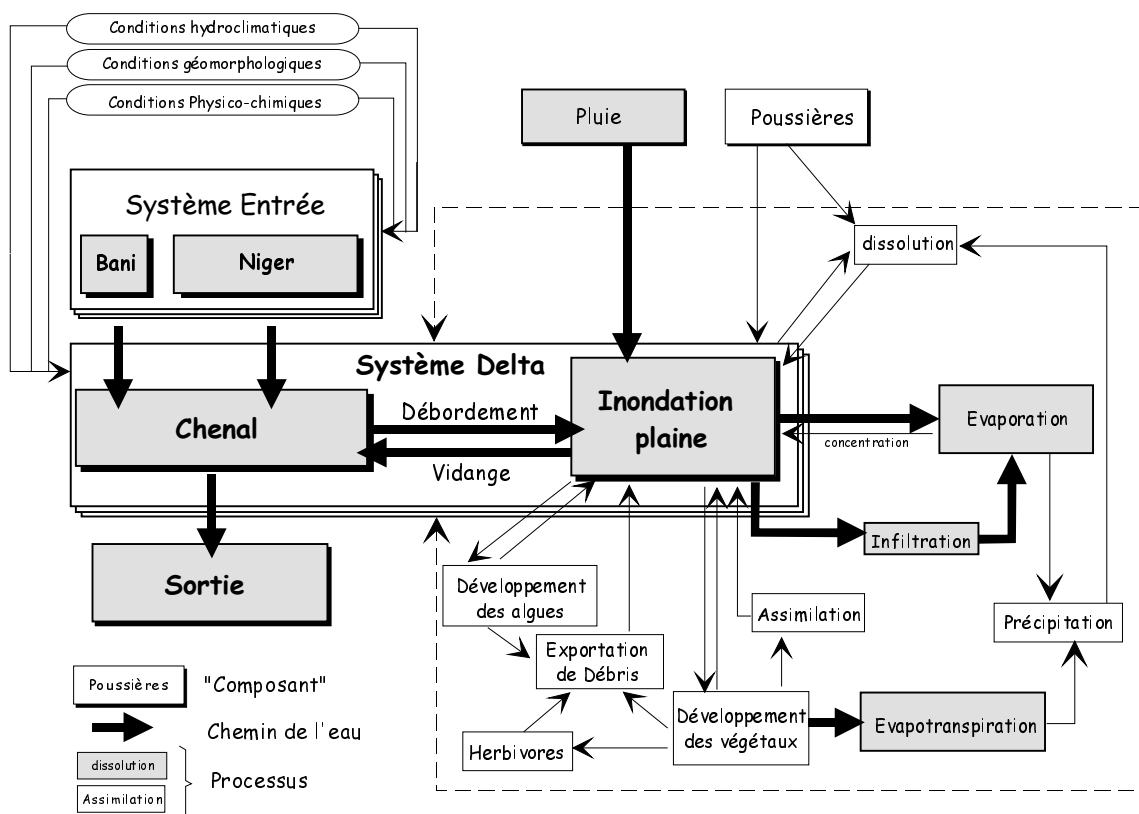 Conditions hydroclimatiques
Conditions géomorphologiques
Conditions Physico-chimiques
Pluie
Poussières
Système Entrée
Bani
Niger
dissolution
Système Delta
Chenal
Débordement
Vidange
Inondation
plaine
Evaporation
concentration
Infiltration
Sortie
Développement
des algues
Assimilation
Précipitation
Exportation
de Débris
Développement
des végétaux
Evapotranspiration
Herbivores
Poussières
"Composant"
Chemin de l'eau
dissolution
Assimilation
Processus